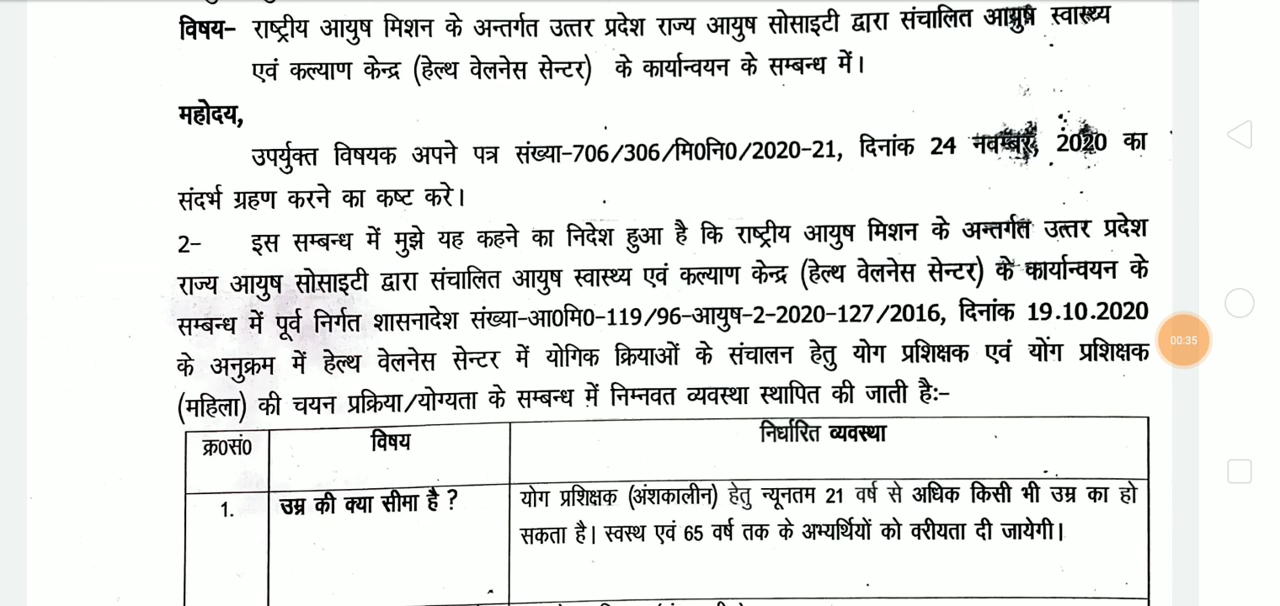 विषय- राष्ट्रीय आयुष मिशन के अन्तर्गत उत्तर प्रदेश राज्य आयुष सोसाइटी द्वारा संचालित आयुष स्वास्थ्य
एवं कल्याण केन्द्र (हेल्थ वेलनेस सेन्टर) के कार्यान्वयन के सम्बन्ध में।
महोदय,
उपर्युक्त विषयक अपने पत्र संख्या-706/306/मि0नि0/2020-21, दिनांक 24 नवम्बर, 2020 का
संदर्भ ग्रहण करने का कष्ट करे।
2- इस सम्बन्ध में मुझे यह कहने का निदेश हुआ है कि राष्ट्रीय आयुष मिशन के अन्तर्गत उत्तर प्रदेश
राज्य आयुष सोसाइटी द्वारा संचालित आयुष स्वास्थ्य एवं कल्याण केन्द्र (हेल्थ वेलनेस सेन्टर) के कार्यान्वयन के
सम्बन्ध में पूर्व निर्गत शासनादेश संख्या-आ0मि0-119/96-आयुष-2-2020-127/2016, दिनांक 19.10.2020
के अनुक्रम में हेल्थ वेलनेस सेन्टर में योगिक क्रियाओं के संचालन हेतु योग प्रशिक्षक एवं योग प्रशिक्षक
(महिला) की चयन प्रक्रिया/योग्यता के सम्बन्ध में निम्नवत व्यवस्था स्थापित की जाती है:-
क्र0सं0 विषय निर्धारित व्यवस्था
1. उम्र की क्या सीमा है ? योग प्रशिक्षक (अंशकालीन) हेतु न्यूनतम 21 वर्ष से अधिक किसी भी उम्र का हो
सकता है। स्वस्थ एवं 65 वर्ष तक के अभ्यर्थियों को वरीयता दी जायेगी।
00:35